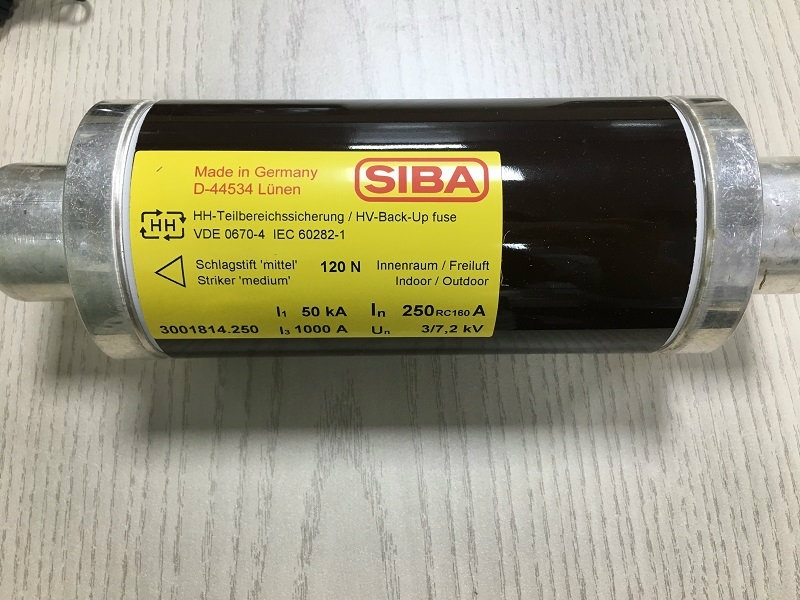 Made in Germany
D-44534 Lünen
SIBA
HH
HH-Teilbereichssicherung / HV-Back-Up fuse
VDE 0670-4 IEC 60282-1
Schlagstift 'mittel' 120 N Innenraum / Freiluft
Striker 'medium' Indoor / Outdoor
I₁ 50 kA Iₙ 250RC160 A
3001814.250 I₃ 1000 A Uₙ 3/7,2 kV